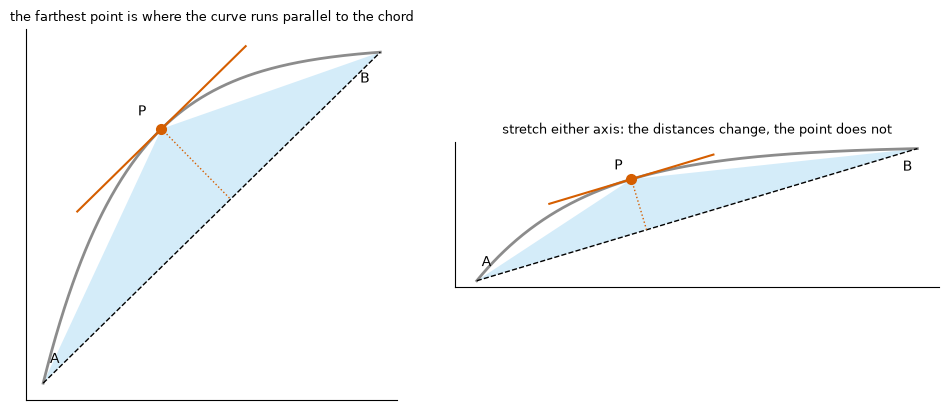 the farthest point is where the curve runs parallel to the chord
P
B
A
stretch either axis: the distances change, the point does not
P
B
A